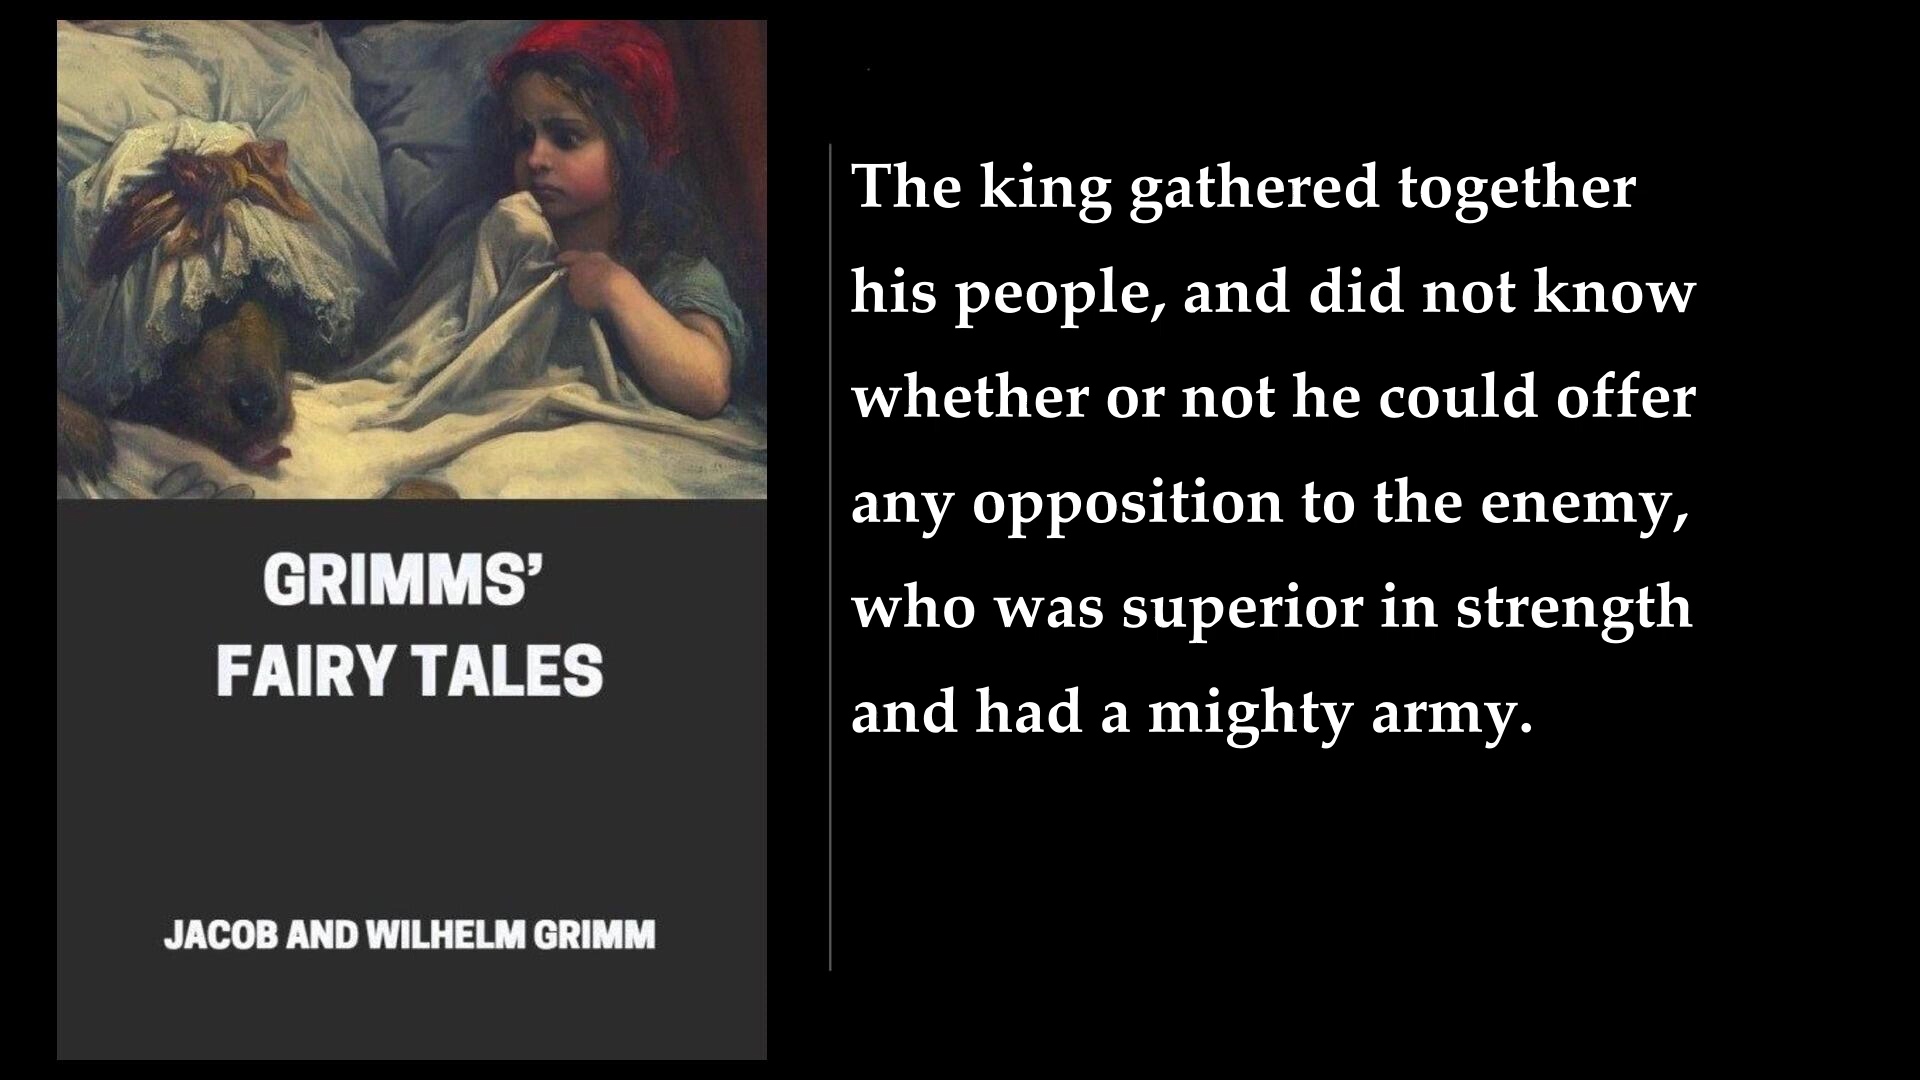 GRIMMS’
FAIRY TALES
JACOB AND WILHELM GRIMM
The king gathered together
his people, and did not know
whether or not he could offer
any opposition to the enemy,
who was superior in strength
and had a mighty army.